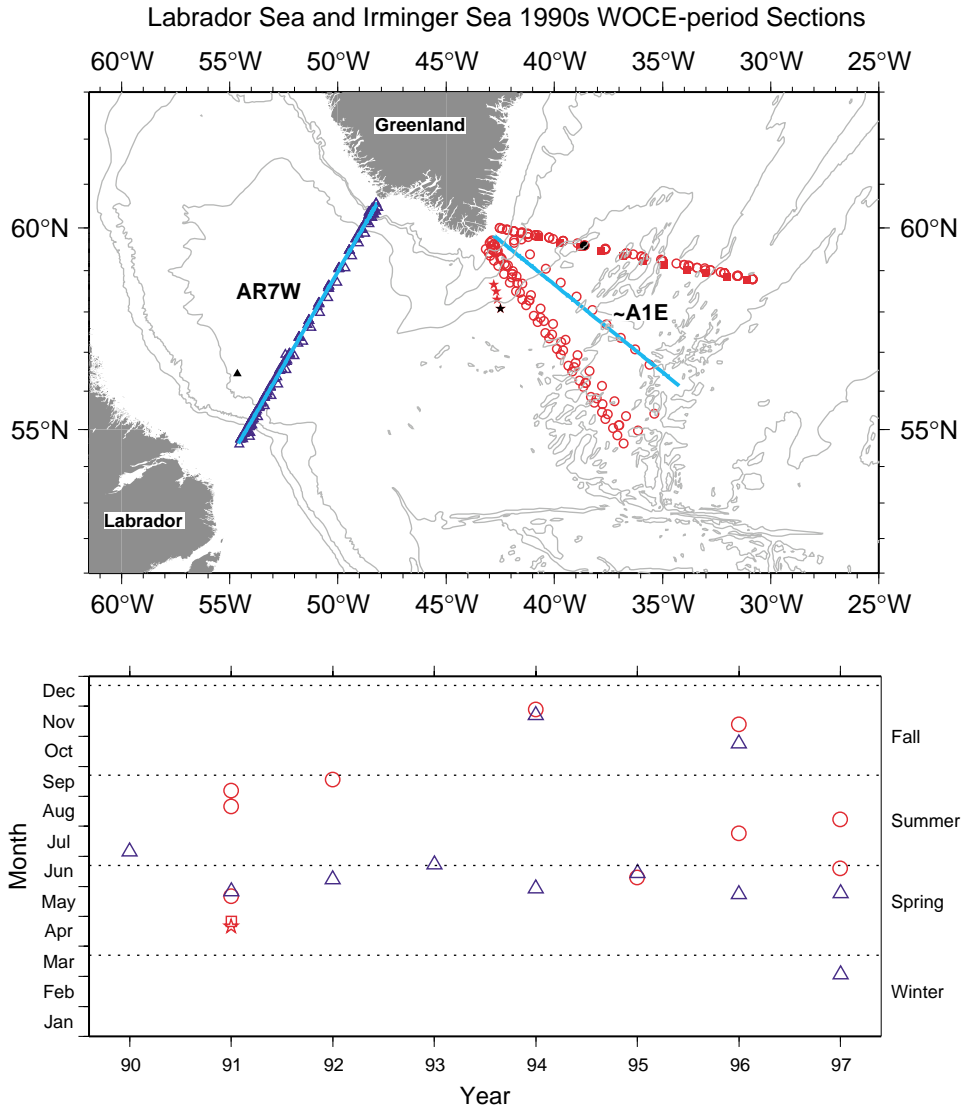 Labrador Sea and Irminger Sea 1990s WOCE-period Sections
60°W 55°W 50°W 45°W 40°W 35°W 30°W 25°W
Greenland
60°N 60°N
AR7W ~A1E
55°N 55°N
Labrador
60°W 55°W 50°W 45°W 40°W 35°W 30°W 25°W
Dec
Nov
Oct Fall
Sep
Aug Summer
Jul
Jun
May Spring
Apr
Mar
Feb Winter
Jan
Month
90 91 92 93 94 95 96 97
Year